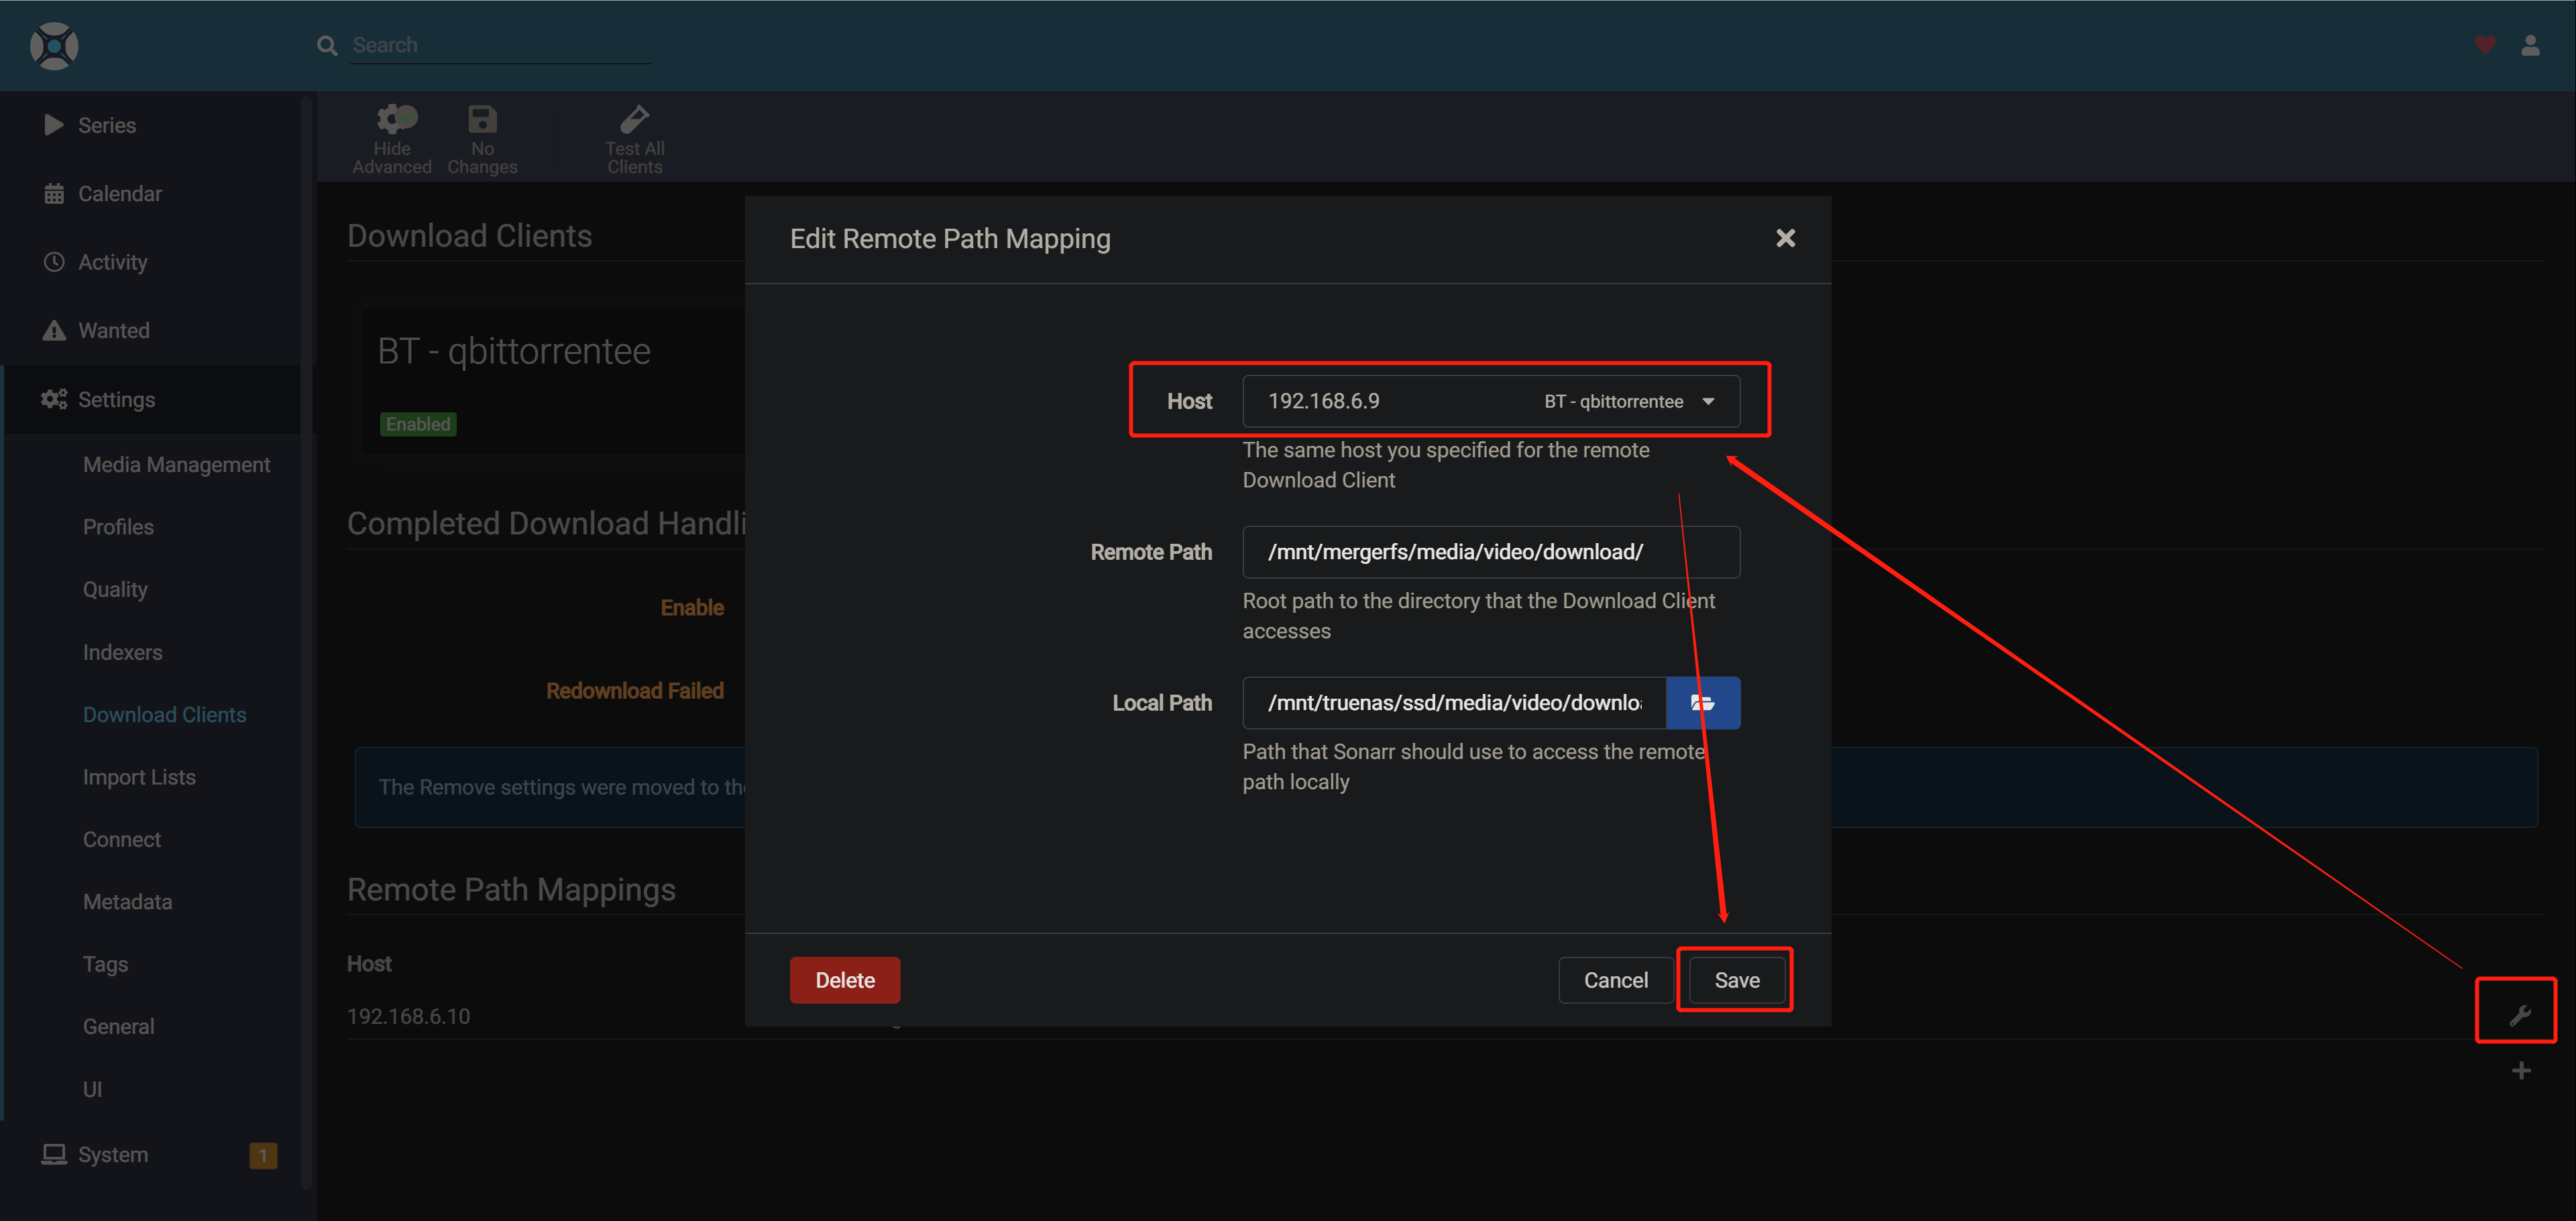 Search
Series
Calendar
Activity
Wanted
Settings
Media Management
Profiles
Quality
Indexers
Download Clients
Import Lists
Connect
Metadata
Tags
General
UI
System
1
Hide
Advanced
No
Changes
Test All
Clients
Download Clients
BT - qbittorrentee
Enabled
Completed Download Handli
Enable
Redownload Failed
The Remove settings were moved to the
Remote Path Mappings
Host
192.168.6.10
Edit Remote Path Mapping
Host
192.168.6.9
BT - qbittorrentee
The same host you specified for the remote
Download Client
Remote Path
/mnt/mergerfs/media/video/download/
Root path to the directory that the Download Client
accesses
Local Path
/mnt/truenas/ssd/media/video/downlo
Path that Sonarr should use to access the remote
path locally
Delete
Cancel
Save